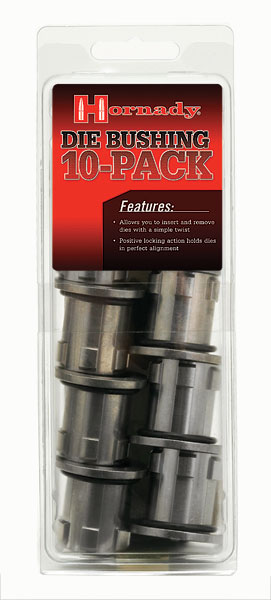 Hornady®
DIE BUSHING
10-PACK
Features:
• Allows you to insert and remove
dies with a simple twist
• Positive locking action holds dies
in perfect alignment